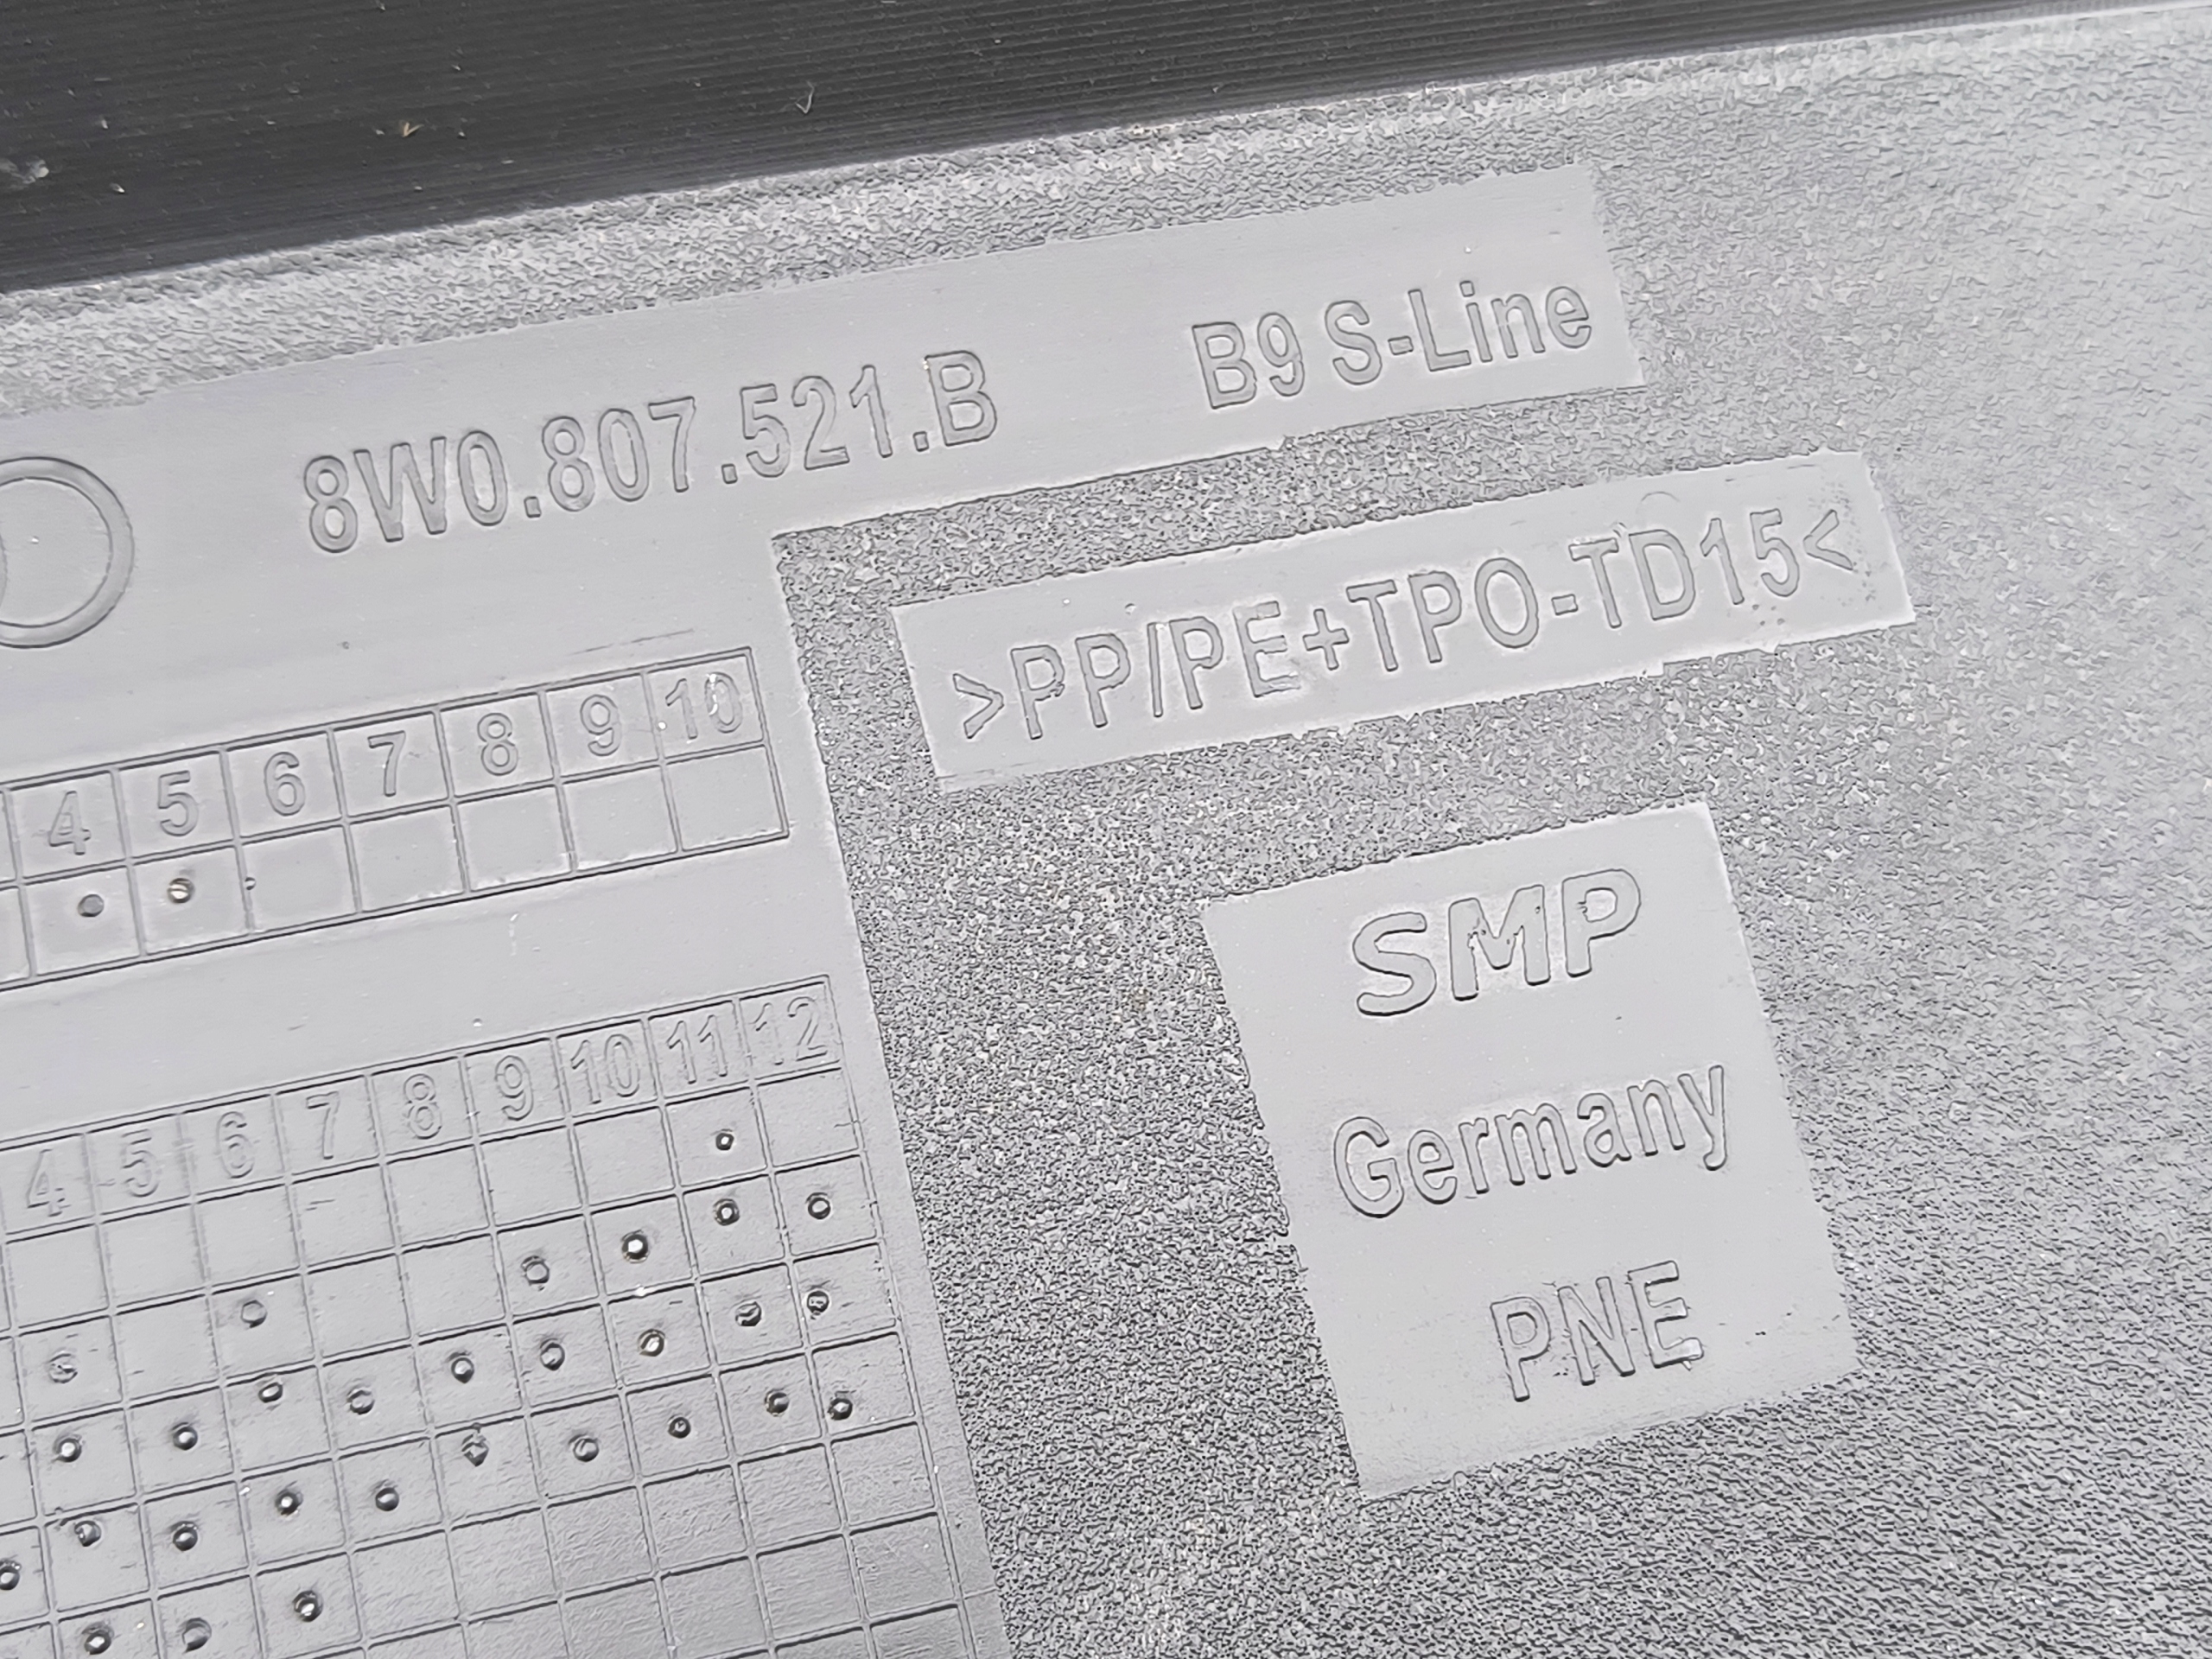 8W0.807.521.B B9 S-Line
>PP/PE+TPO-TD15<
4 5 6 7 8 9 10
SMP
Germany
PNE
4 5 6 7 8 9 10 11 12